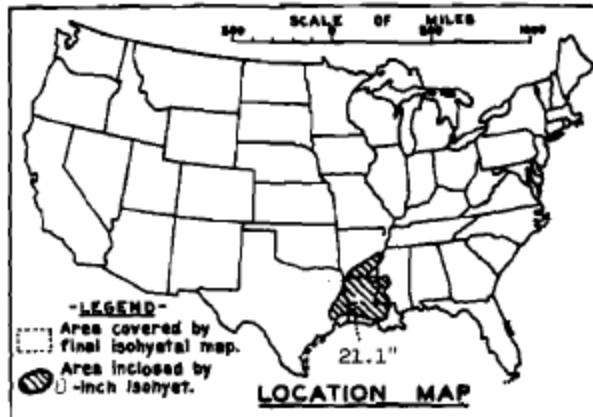 SCALE OF MILES
500 0 500 1000
-LEGEND-
Area covered by
final isohyetal map.
Area inclosed by
-inch isohyet.
21.1"
LOCATION MAP